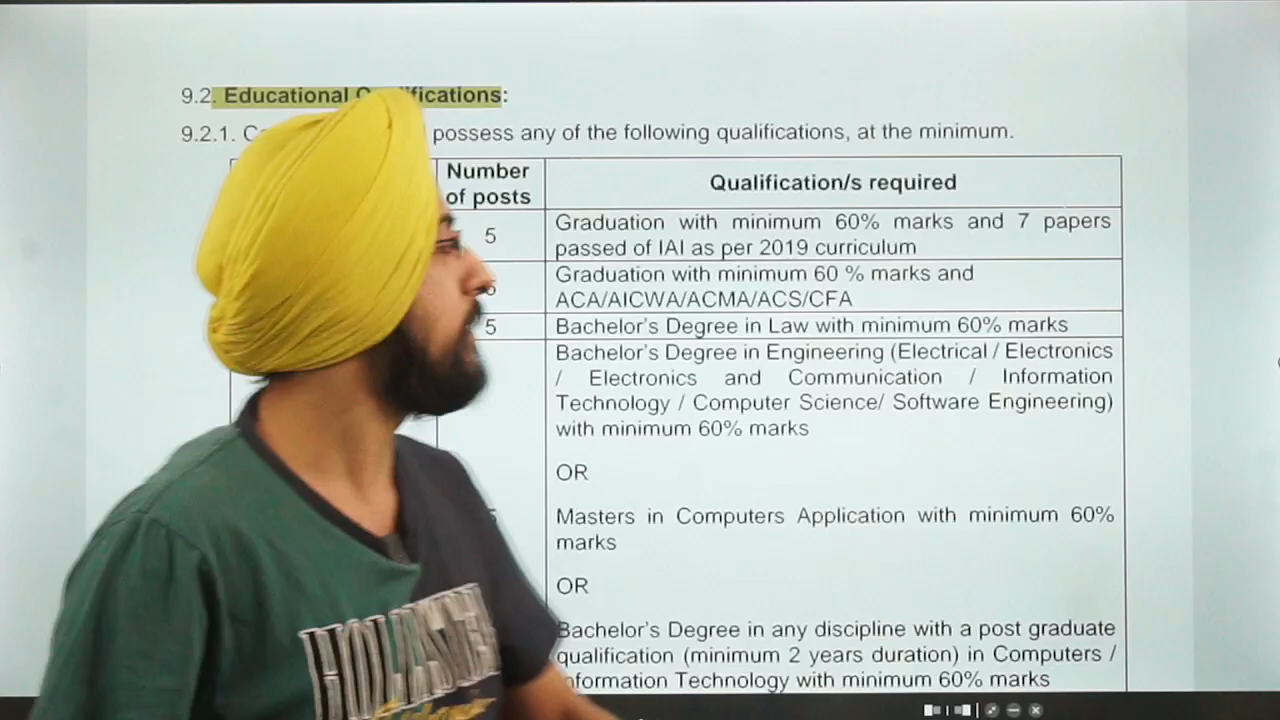 9.2. Educational Qualifications:
9.2.1. possess any of the following qualifications, at the minimum.
Number
of posts
Qualification/s required
5
Graduation with minimum 60% marks and 7 papers
passed of IAI as per 2019 curriculum
Graduation with minimum 60 % marks and
ACA/AICWA/ACMA/ACS/CFA
5
Bachelor's Degree in Law with minimum 60% marks
Bachelor's Degree in Engineering (Electrical / Electronics
/ Electronics and Communication / Information
Technology / Computer Science/ Software Engineering)
with minimum 60% marks
OR
Masters in Computers Application with minimum 60%
marks
OR
Bachelor's Degree in any discipline with a post graduate
qualification (minimum 2 years duration) in Computers /
Information Technology with minimum 60% marks